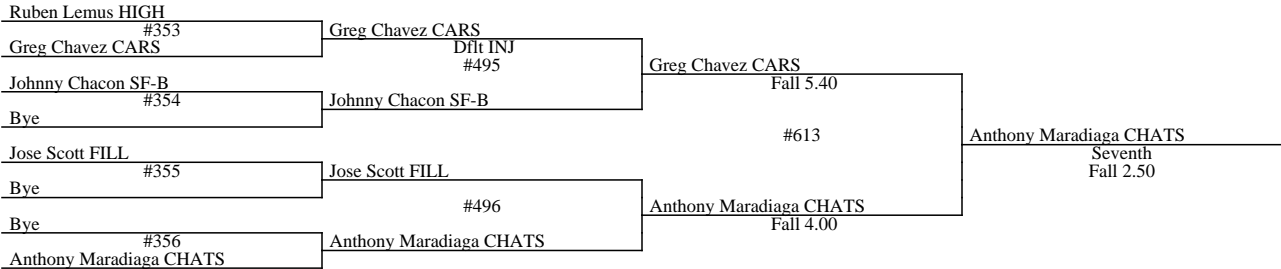 Ruben Lemus HIGH
#353
Greg Chavez CARS
Greg Chavez CARS
Dflt INJ
#495
Johnny Chacon SF-B
#354
Bye
Johnny Chacon SF-B
Greg Chavez CARS
Fall 5.40
#613
Jose Scott FILL
#355
Bye
Jose Scott FILL
#496
Bye
#356
Anthony Maradiaga CHATS
Anthony Maradiaga CHATS
Anthony Maradiaga CHATS
Fall 4.00
Anthony Maradiaga CHATS
Seventh
Fall 2.50